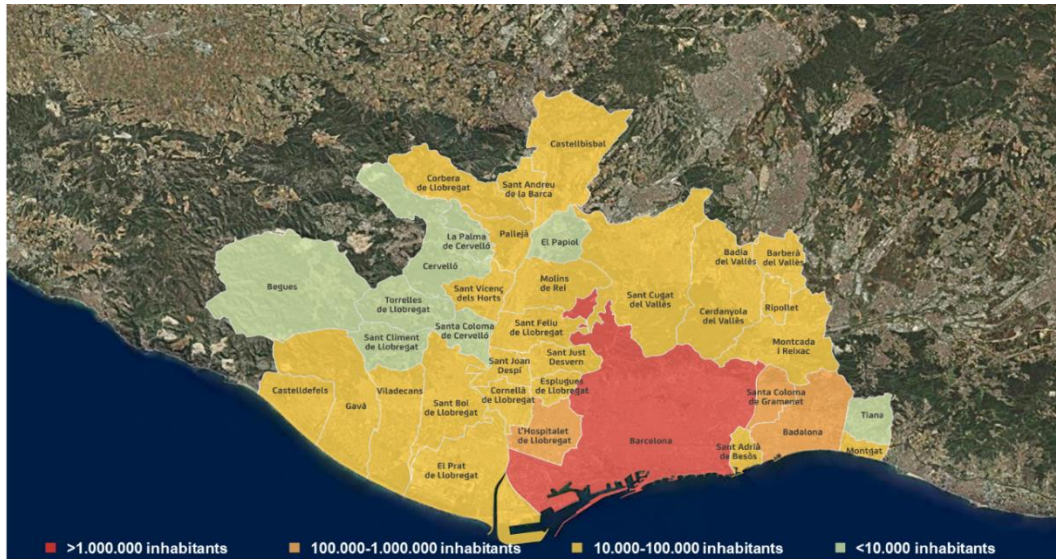 Castellbisbal
Corbera
de Llobregat
Sant Andreu
de la Barca
La Palma
de Cervelló
Pallejà
El Papiol
Badia
del Vallès
Barberà
del Vallès
Cervelló
Begues
Sant Vicenç
dels Horts
Molins
de Rei
Sant Cugat
del Vallès
Cerdanyola
del Vallès
Ripollet
Torrelles
de Llobregat
Santa Coloma
de Cervelló
Sant Feliu
de Llobregat
Montcada
i Reixac
Sant Climent
de Llobregat
Sant Joan
Despí
Sant Just
Desvern
Castelldefels
Gavà
Viladecans
Sant Boi
de Llobregat
Cornellà
de Llobregat
Esplugues
de Llobregat
Santa Coloma
de Gramenet
Tiana
L'Hospitalet
de Llobregat
Barcelona
Badalona
Sant Adrià
de Besòs
Montgat
El Prat
de Llobregat
>1.000.000 inhabitants
100.000-1.000.000 inhabitants
10.000-100.000 inhabitants
<10.000 inhabitants